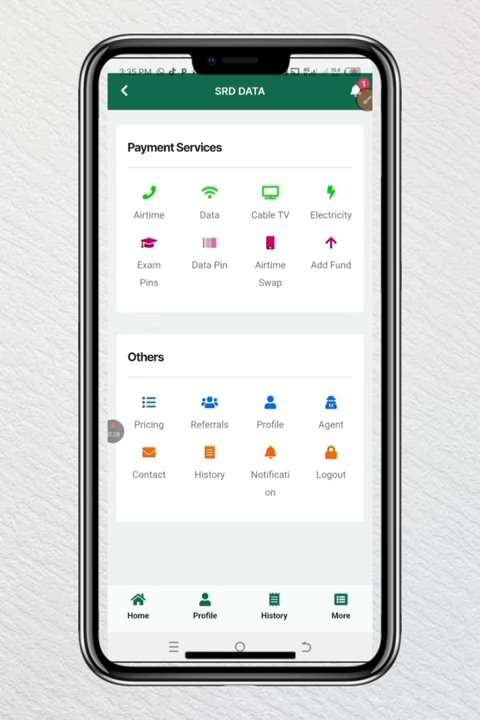 3:35 PM
SRD DATA
1
Payment Services
Airtime
Data
Cable TV
Electricity
Exam
Pins
Data Pin
Airtime
Swap
Add Fund
Others
Pricing
Referrals
Profile
Agent
Contact
History
Notificati
on
Logout
Home
Profile
History
More